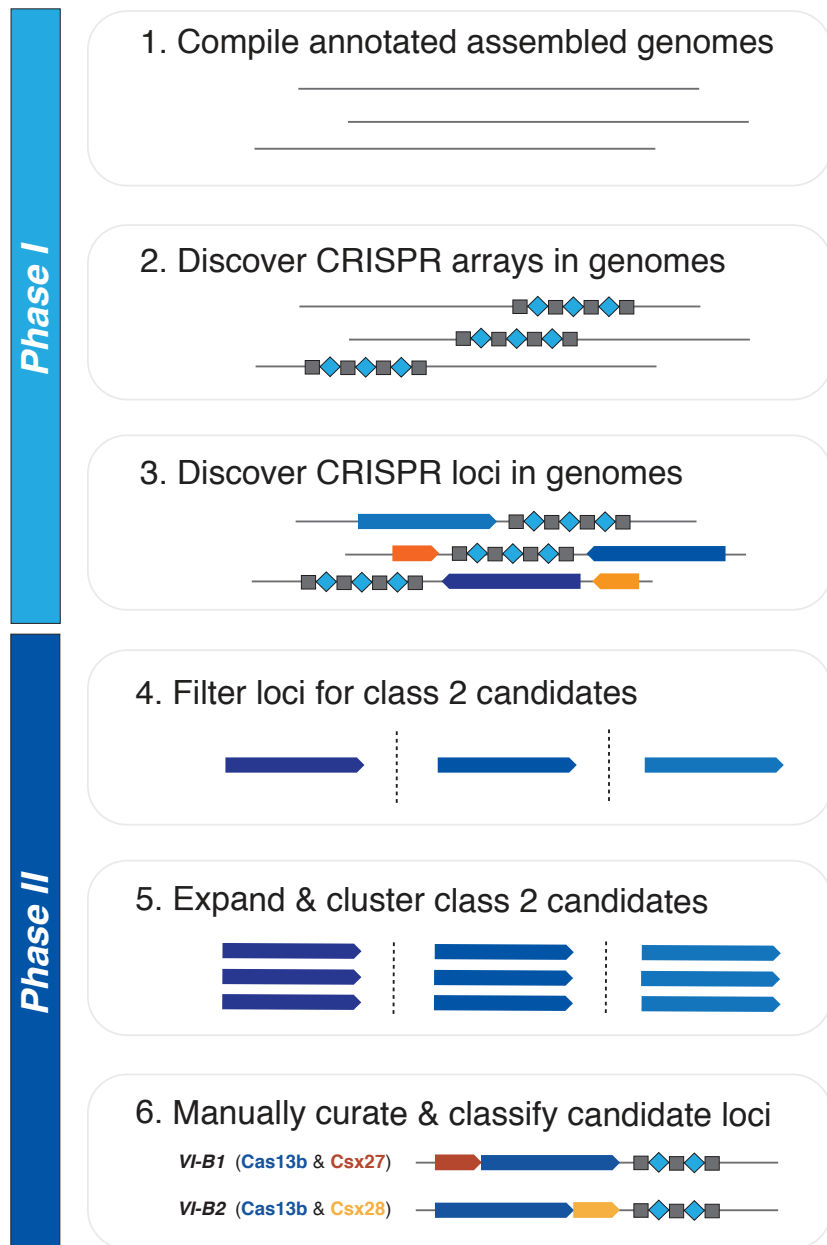 Phase I
1. Compile annotated assembled genomes
2. Discover CRISPR arrays in genomes
3. Discover CRISPR loci in genomes
Phase II
4. Filter loci for class 2 candidates
5. Expand & cluster class 2 candidates
6. Manually curate & classify candidate loci
VI-B1 (Cas13b & Csx27)
VI-B2 (Cas13b & Csx28)